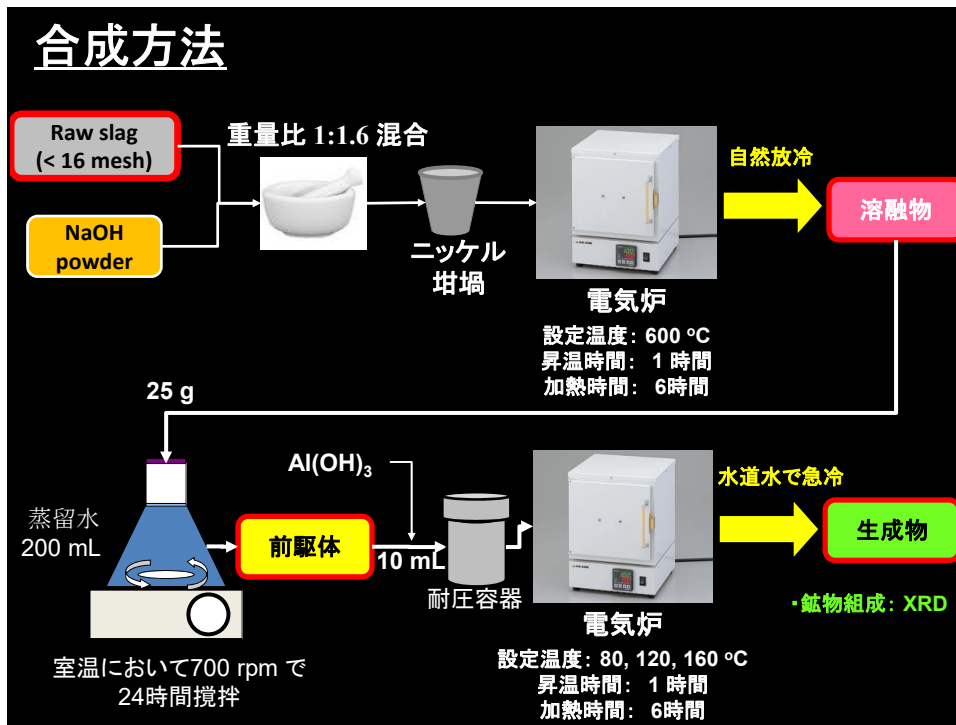 合成方法
Raw slag
(< 16 mesh)
NaOH
powder
重量比 1:1.6 混合
ニッケル
坩堝
電気炉
設定温度: 600 ºC
昇温時間: 1 時間
加熱時間: 6時間
自然放冷
溶融物
25 g
蒸留水
200 mL
室温において700 rpm で
24時間撹拌
前駆体
Al(OH)₃
10 mL
耐圧容器
電気炉
設定温度: 80, 120, 160 ºC
昇温時間: 1 時間
加熱時間: 6時間
水道水で急冷
生成物
・鉱物組成: XRD